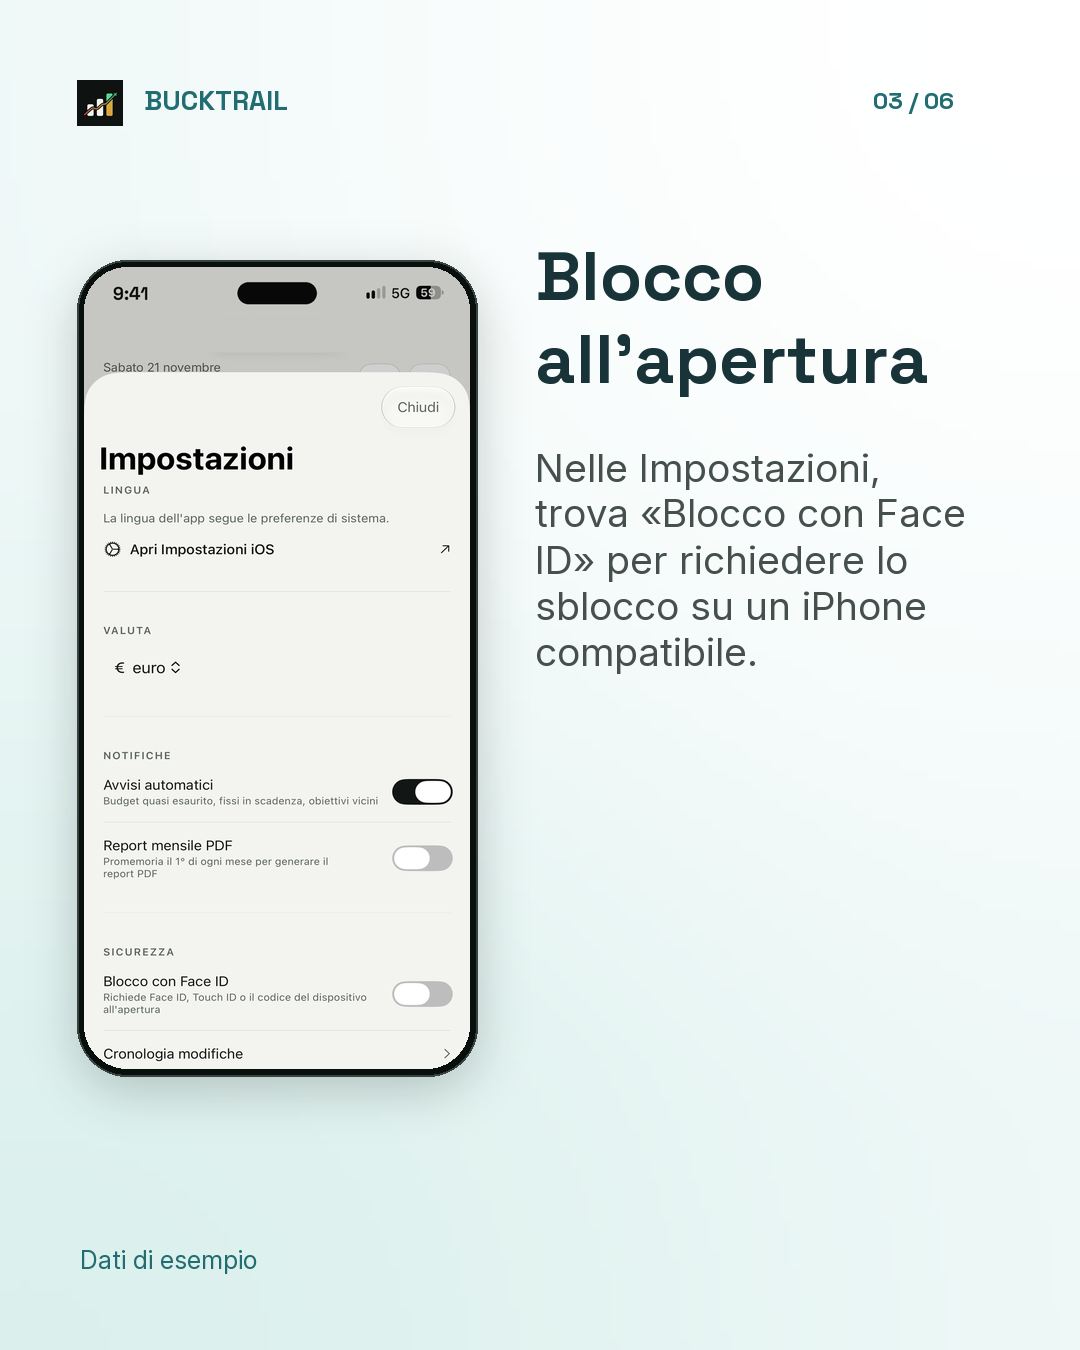 BUCKTRAIL
03 / 06
Blocco
all’apertura
Nelle Impostazioni,
trova «Blocco con Face
ID» per richiedere lo
sblocco su un iPhone
compatibile.
9:41
5G 59
Sabato 21 novembre
Chiudi
Impostazioni
LINGUA
La lingua dell'app segue le preferenze di sistema.
Apri Impostazioni iOS
VALUTA
€ euro
NOTIFICHE
Avvisi automatici
Budget quasi esaurito, fissi in scadenza, obiettivi vicini
Report mensile PDF
Promemoria il 1° di ogni mese per generare il
report PDF
SICUREZZA
Blocco con Face ID
Richiede Face ID, Touch ID o il codice del dispositivo
all'apertura
Cronologia modifiche
Dati di esempio